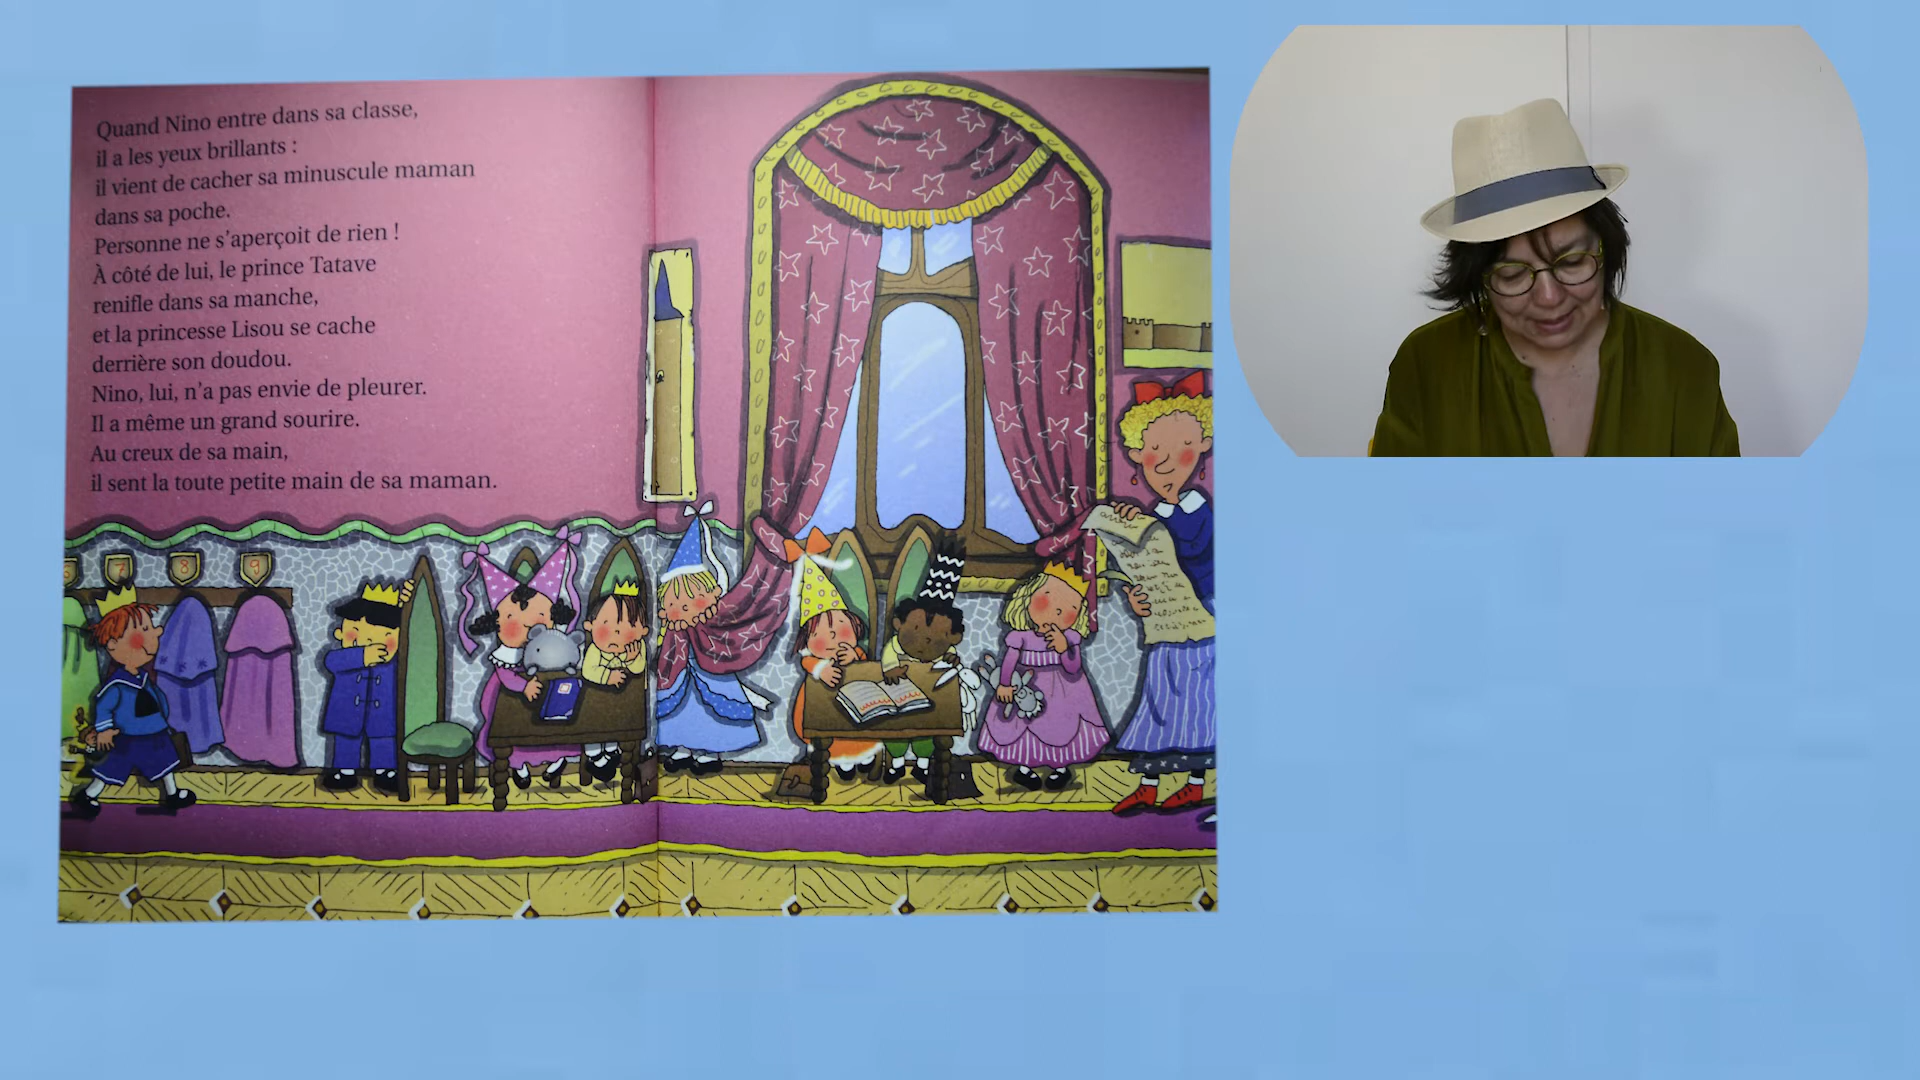 Quand Nino entre dans sa classe,
il a les yeux brillants :
il vient de cacher sa minuscule maman
dans sa poche.
Personne ne s'aperçoit de rien !
À côté de lui, le prince Tatave
renifle dans sa manche,
et la princesse Lisou se cache
derrière son doudou.
Nino, lui, n'a pas envie de pleurer.
Il a même un grand sourire.
Au creux de sa main,
il sent la toute petite main de sa maman.
7 8 9